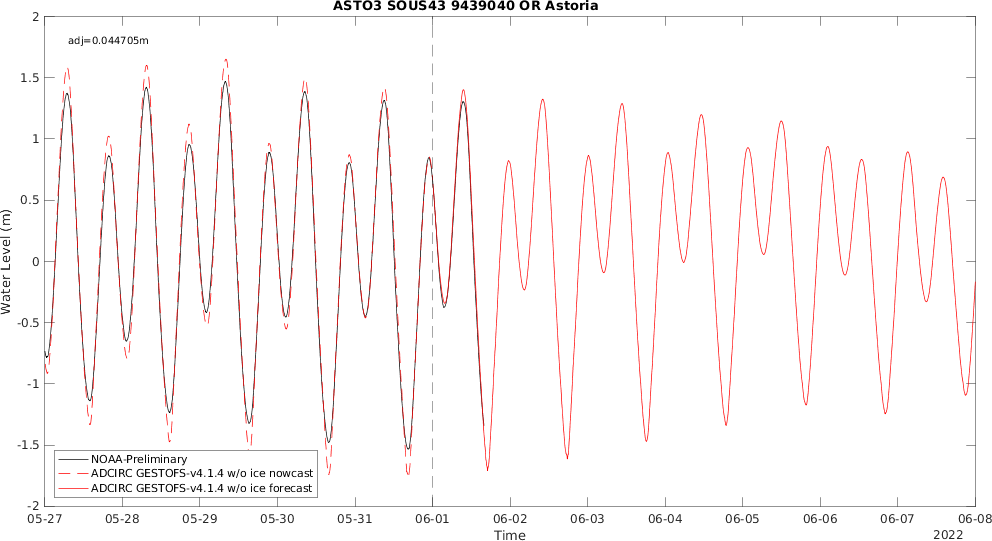 ASTO3 SOUS43 9439040 OR Astoria
adj=0.044705m
2
1.5
1
0.5
0
-0.5
-1
-1.5
-2
Water Level (m)
NOAA-Preliminary
ADCIRC GESTOFS-v4.1.4 w/o ice nowcast
ADCIRC GESTOFS-v4.1.4 w/o ice forecast
05-27 05-28 05-29 05-30 05-31 06-01 06-02 06-03 06-04 06-05 06-06 06-07 06-08
Time
2022